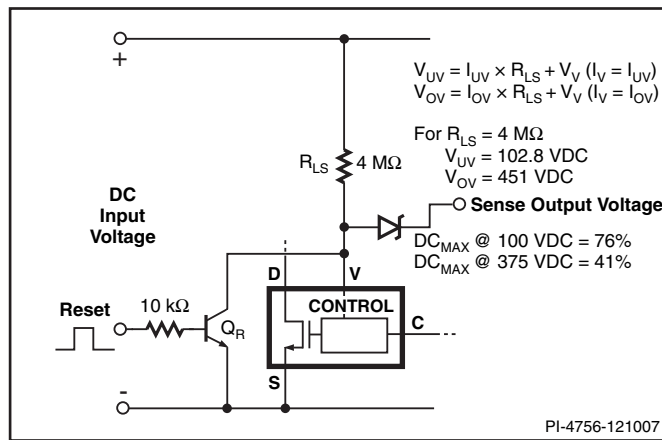 +
V_UV = I_UV × R_LS + V_V (I_V = I_UV)
V_OV = I_OV × R_LS + V_V (I_V = I_OV)
For R_LS = 4 MΩ
V_UV = 102.8 VDC
V_OV = 451 VDC
R_LS 4 MΩ
DC
Input
Voltage
Sense Output Voltage
DC_MAX @ 100 VDC = 76%
DC_MAX @ 375 VDC = 41%
D
V
CONTROL
C
Reset
10 kΩ
Q_R
S
-
PI-4756-121007